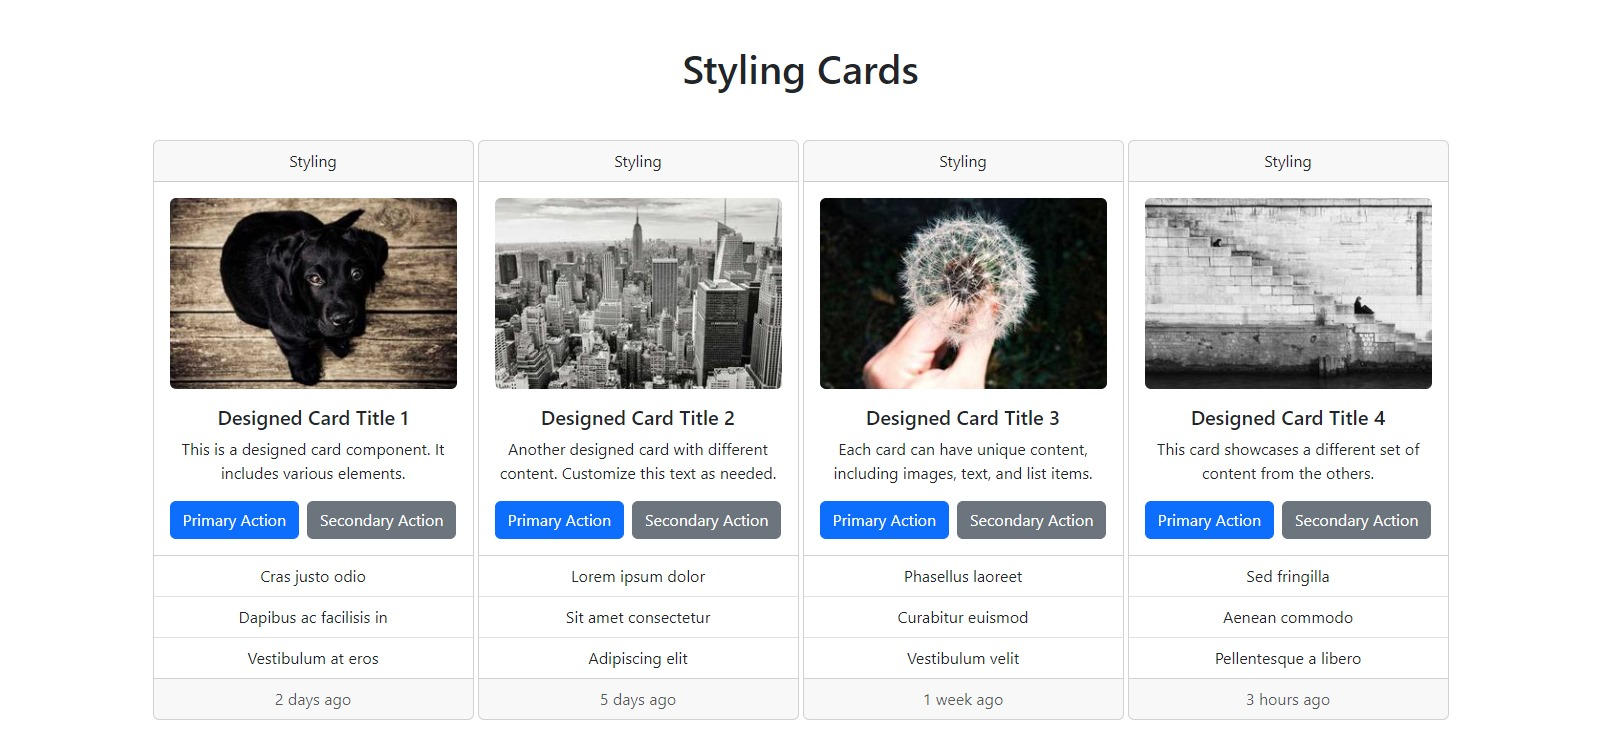 Styling Cards
Styling
Designed Card Title 1
This is a designed card component. It
includes various elements.
Primary Action
Secondary Action
Cras justo odio
Dapibus ac facilisis in
Vestibulum at eros
2 days ago
Styling
Designed Card Title 2
Another designed card with different
content. Customize this text as needed.
Primary Action
Secondary Action
Lorem ipsum dolor
Sit amet consectetur
Adipiscing elit
5 days ago
Styling
Designed Card Title 3
Each card can have unique content,
including images, text, and list items.
Primary Action
Secondary Action
Phasellus laoreet
Curabitur euismod
Vestibulum velit
1 week ago
Styling
Designed Card Title 4
This card showcases a different set of
content from the others.
Primary Action
Secondary Action
Sed fringilla
Aenean commodo
Pellentesque a libero
3 hours ago